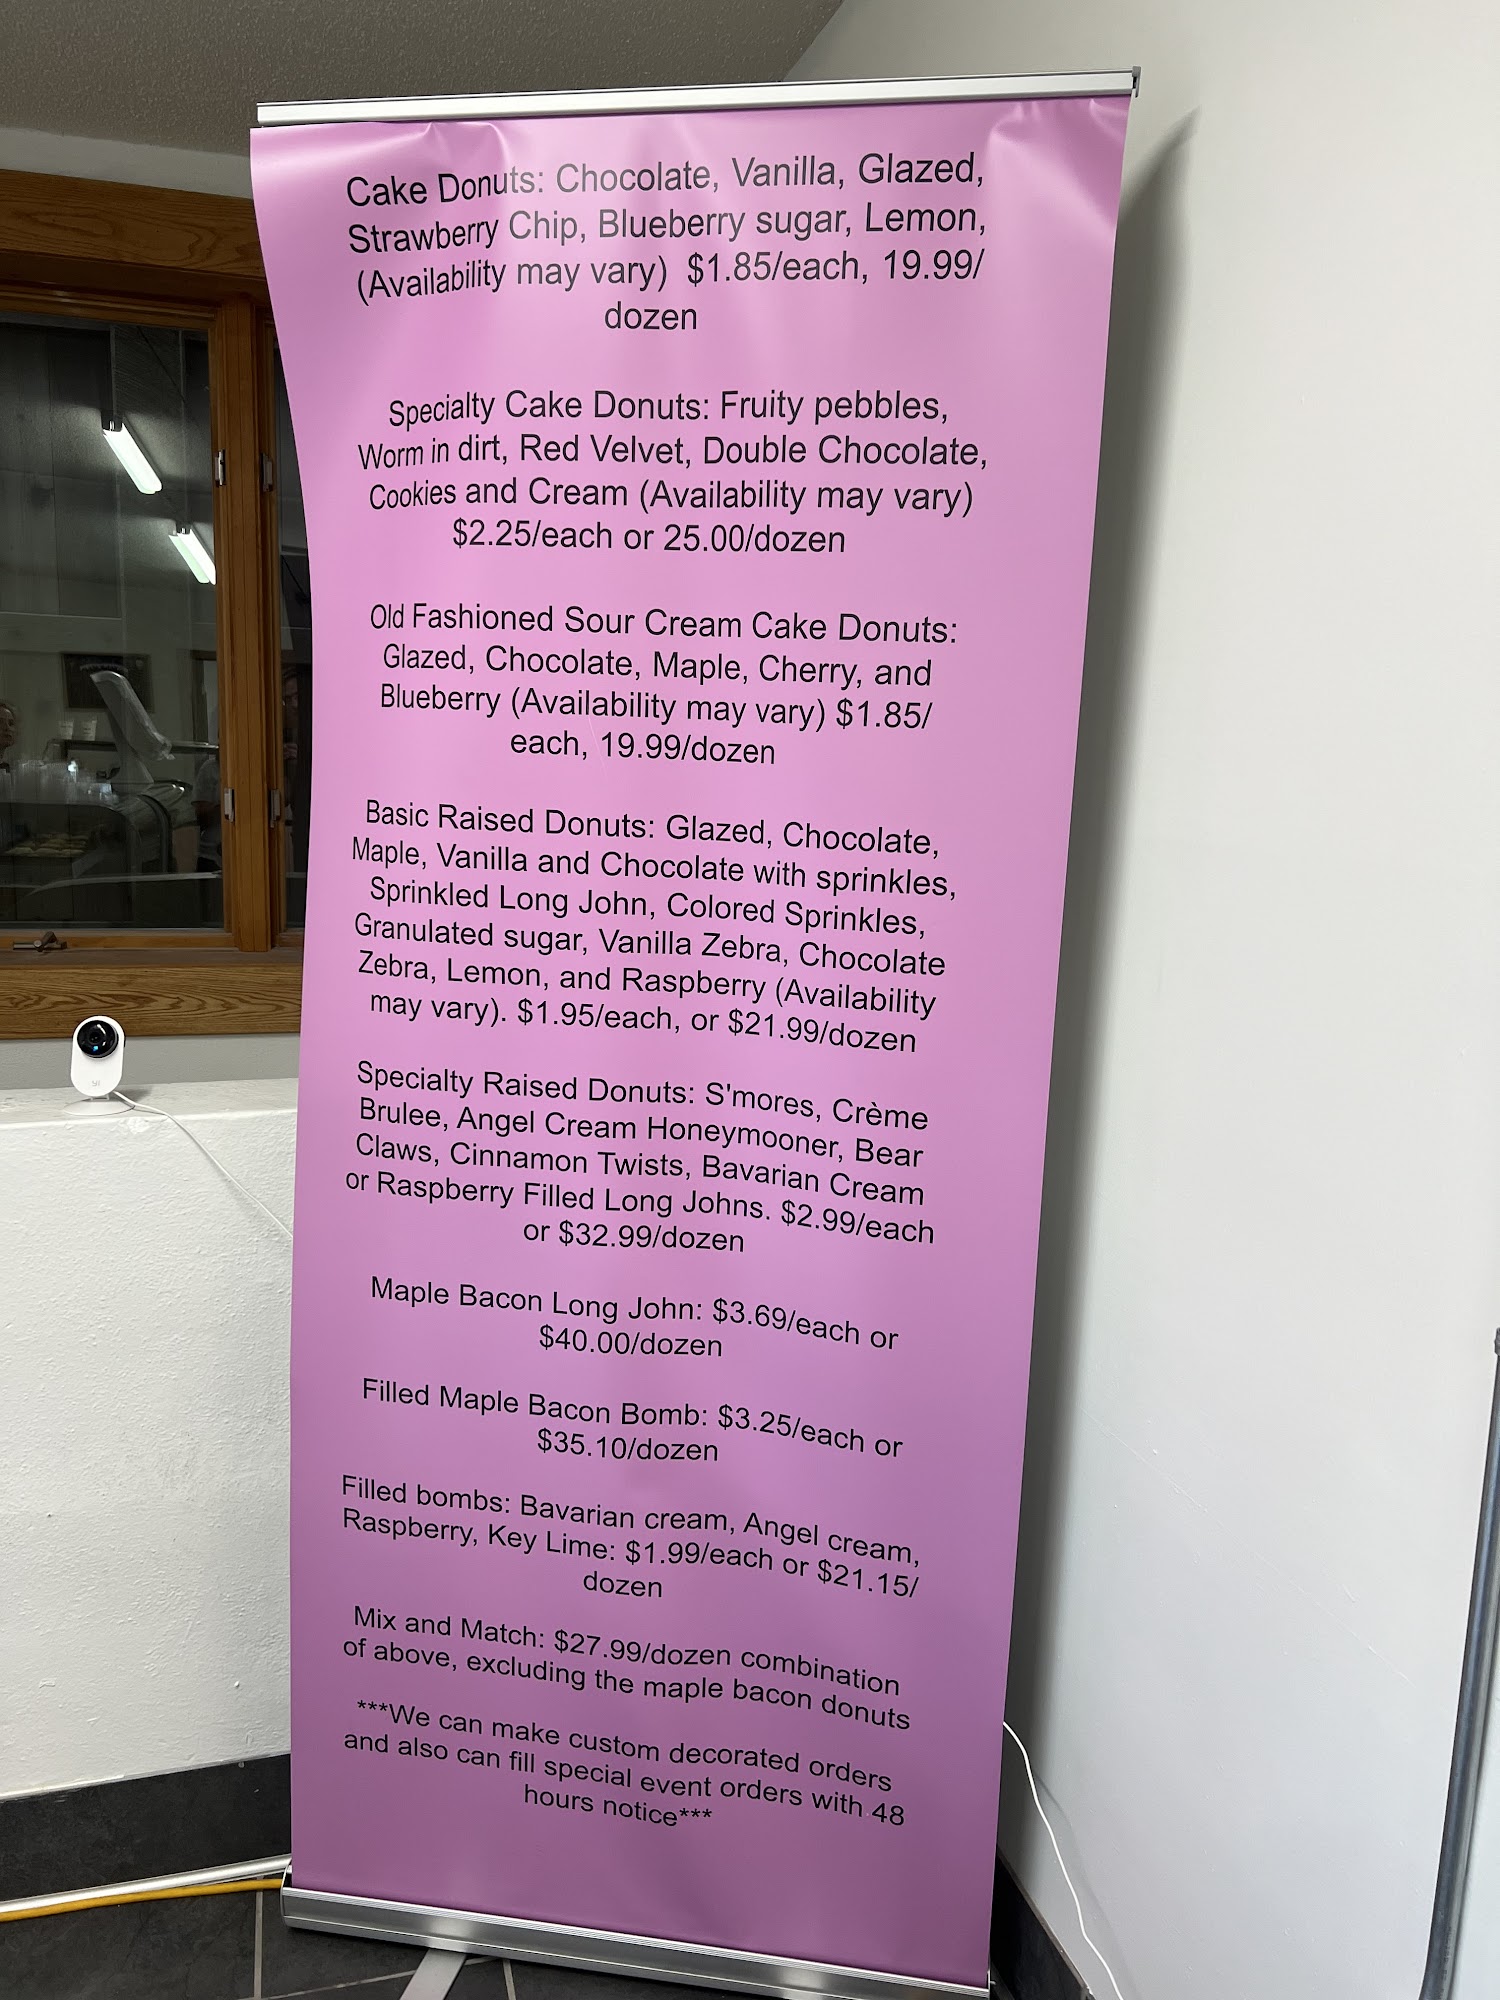 Cake Donuts: Chocolate, Vanilla, Glazed,
Strawberry Chip, Blueberry sugar, Lemon,
(Availability may vary) $1.85/each, 19.99/
dozen
Specialty Cake Donuts: Fruity pebbles,
Worm in dirt, Red Velvet, Double Chocolate,
Cookies and Cream (Availability may vary)
$2.25/each or 25.00/dozen
Old Fashioned Sour Cream Cake Donuts:
Glazed, Chocolate, Maple, Cherry, and
Blueberry (Availability may vary) $1.85/
each, 19.99/dozen
Basic Raised Donuts: Glazed, Chocolate,
Maple, Vanilla and Chocolate with sprinkles,
Sprinkled Long John, Colored Sprinkles,
Granulated sugar, Vanilla Zebra, Chocolate
Zebra, Lemon, and Raspberry (Availability
may vary). $1.95/each, or $21.99/dozen
Specialty Raised Donuts: S'mores, Crème
Brulee, Angel Cream Honeymooner, Bear
Claws, Cinnamon Twists, Bavarian Cream
or Raspberry Filled Long Johns. $2.99/each
or $32.99/dozen
Maple Bacon Long John: $3.69/each or
$40.00/dozen
Filled Maple Bacon Bomb: $3.25/each or
$35.10/dozen
Filled bombs: Bavarian cream, Angel cream,
Raspberry, Key Lime: $1.99/each or $21.15/
dozen
Mix and Match: $27.99/dozen combination
of above, excluding the maple bacon donuts
***We can make custom decorated orders
and also can fill special event orders with 48
hours notice***